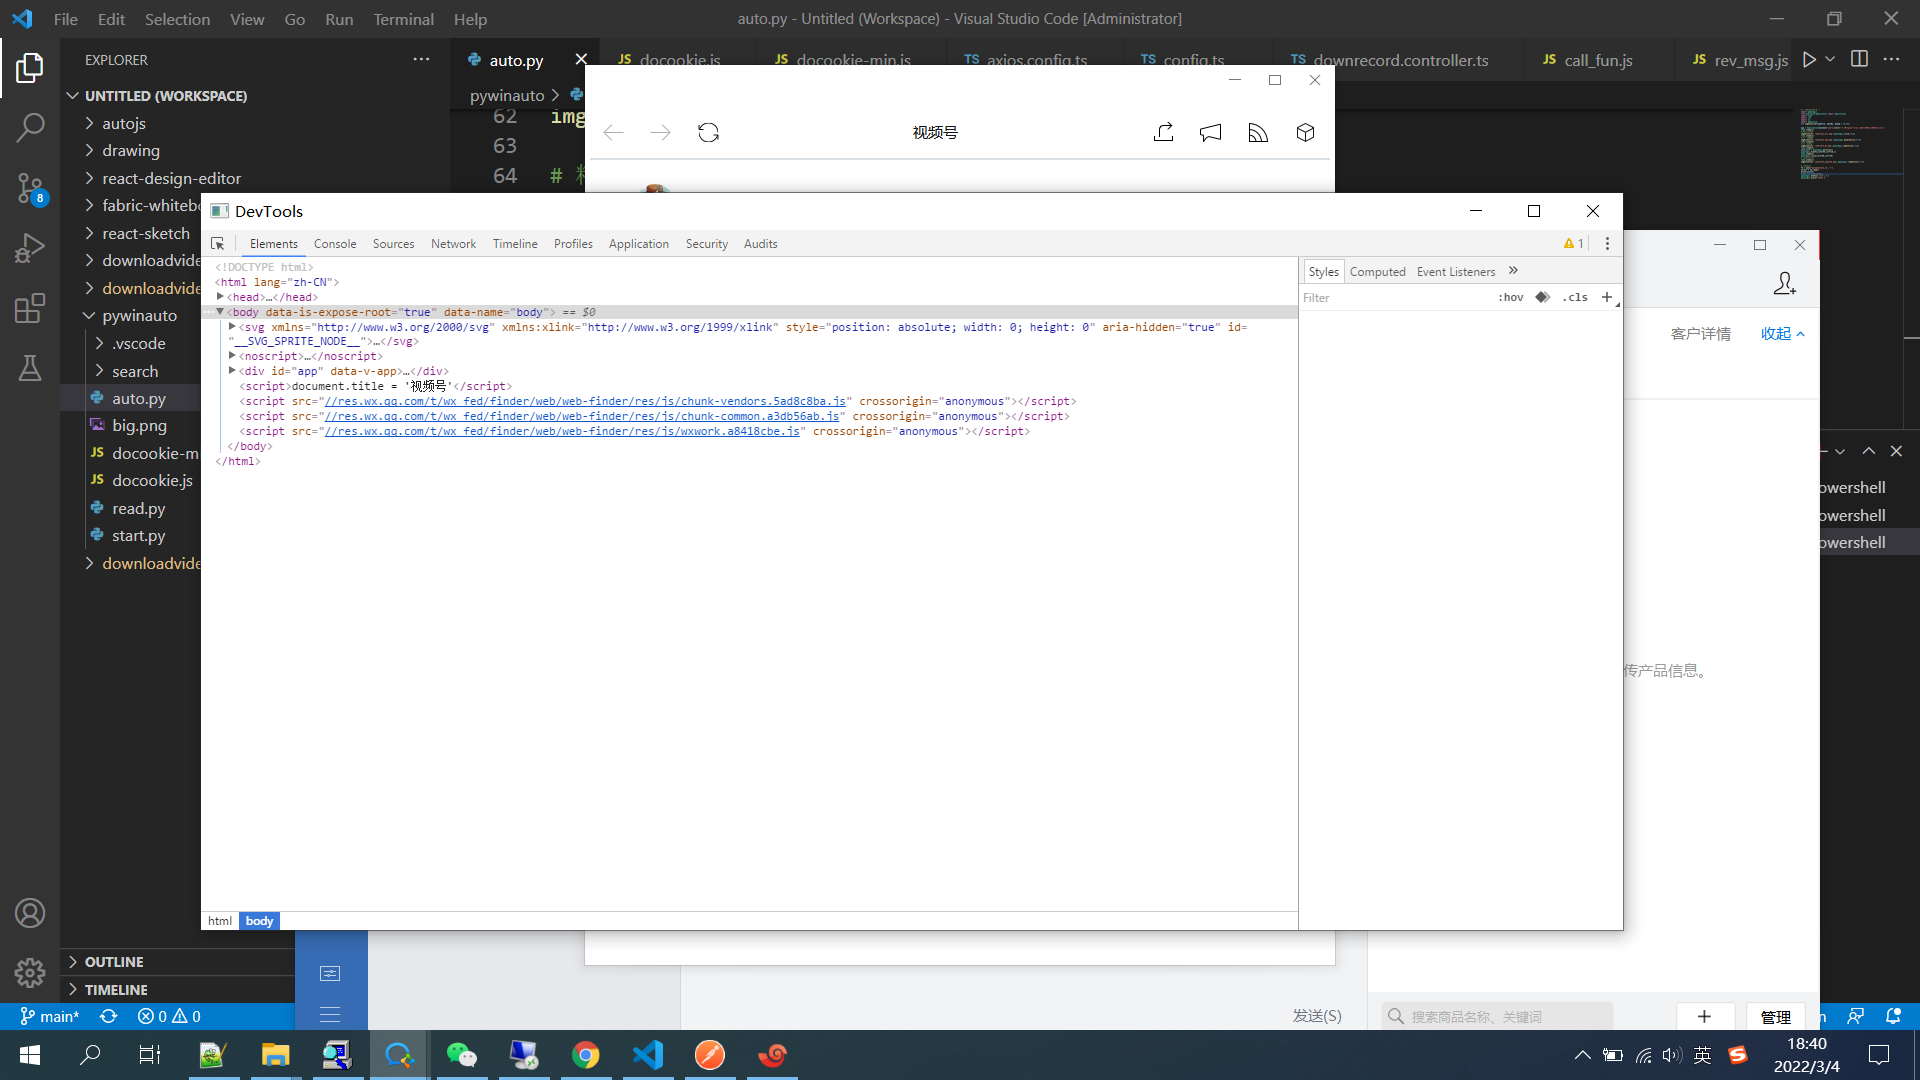 File Edit Selection View Go Run Terminal Help
auto.py - Untitled (Workspace) - Visual Studio Code [Administrator]
EXPLORER
UNTITLED (WORKSPACE)
autojs
drawing
react-design-editor
fabric-whitebo
react-sketch
downloadvide
downloadvide
pywinauto
.vscode
search
auto.py
big.png
docookie-mi
docookie.js
read.py
start.py
downloadvide
OUTLINE
TIMELINE
8
auto.py
JS docookie.js
JS docookie-min.js
TS axios.config.ts
TS config.ts
TS downrecord.controller.ts
JS call_fun.js
JS rev_msg.js
pywinauto >
62 img
63
64 #
视频号
DevTools
Elements Console Sources Network Timeline Profiles Application Security Audits
1
<!DOCTYPE html>
<html lang="zh-CN">
<head>…</head>
<body data-is-expose-root="true" data-name="body"> == $0
<svg xmlns="http://www.w3.org/2000/svg" xmlns:xlink="http://www.w3.org/1999/xlink" style="position: absolute; width: 0; height: 0" aria-hidden="true" id=
"__SVG_SPRITE_NODE__">…</svg>
<noscript>…</noscript>
<div id="app" data-v-app>…</div>
<script>document.title = '视频号'</script>
<script src="//res.wx.qq.com/t/wx_fed/finder/web/web-finder/res/js/chunk-vendors.5ad8c8ba.js" crossorigin="anonymous"></script>
<script src="//res.wx.qq.com/t/wx_fed/finder/web/web-finder/res/js/chunk-common.a3db56ab.js" crossorigin="anonymous"></script>
<script src="//res.wx.qq.com/t/wx_fed/finder/web/web-finder/res/js/wxwork.a8418cbe.js" crossorigin="anonymous"></script>
</body>
</html>
html body
Styles Computed Event Listeners »
Filter :hov .cls +
客户详情 收起
owershell
owershell
owershell
传产品信息。
发送(S)
搜索商品名称、关键词
管理
main* 0 0
n
英
18:40
2022/3/4